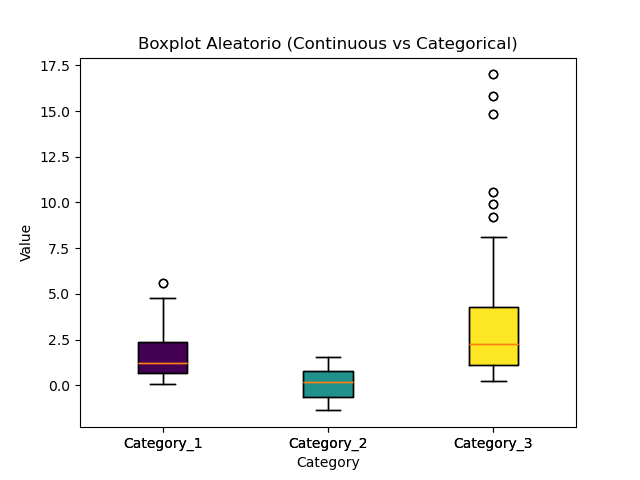 Boxplot Aleatorio (Continuous vs Categorical)
17.5
15.0
12.5
10.0
7.5
5.0
2.5
0.0
Value
Category_1 Category_2 Category_3
Category